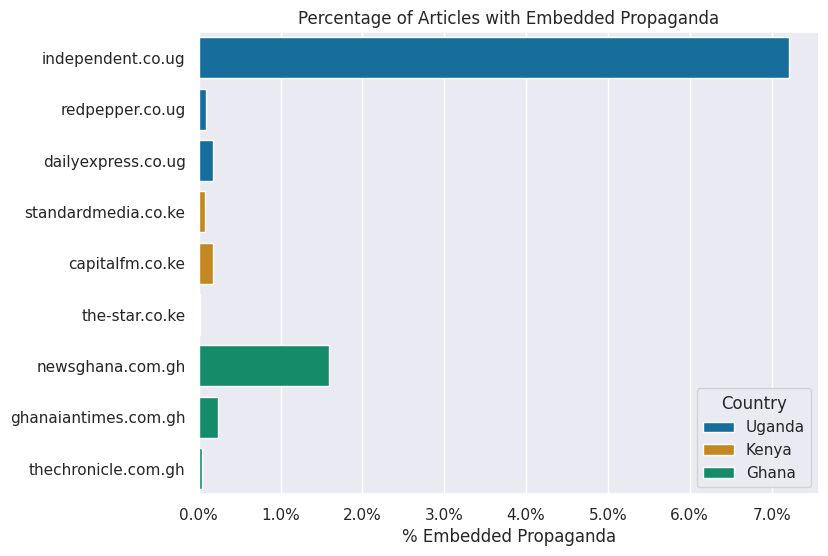 Percentage of Articles with Embedded Propaganda
independent.co.ug
redpepper.co.ug
dailyexpress.co.ug
standardmedia.co.ke
capitalfm.co.ke
the-star.co.ke
newsghana.com.gh
ghanaiantimes.com.gh
thechronicle.com.gh
Country
Uganda
Kenya
Ghana
0.0% 1.0% 2.0% 3.0% 4.0% 5.0% 6.0% 7.0%
% Embedded Propaganda